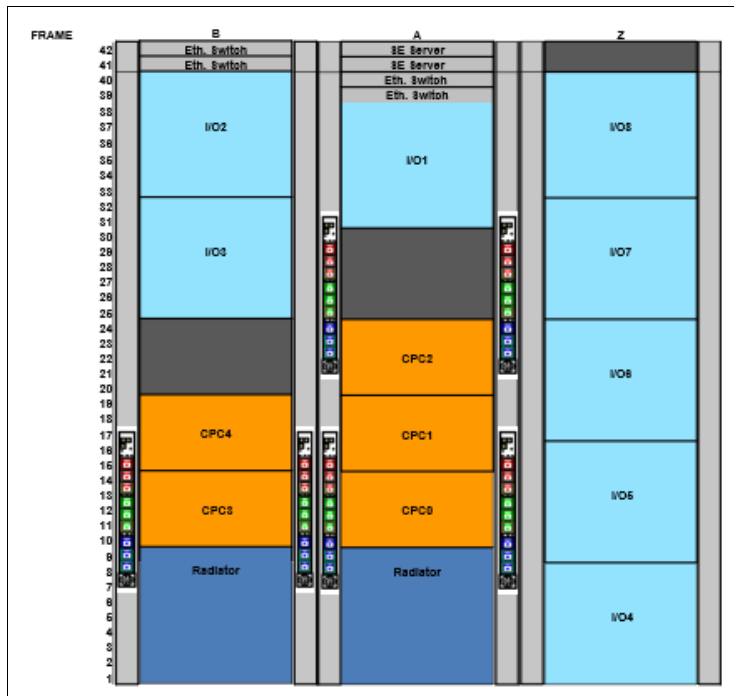 FRAME B A Z
42 Eth. Switch SE Server
41 Eth. Switch SE Server
40 Eth. Switch
39 Eth. Switch
38
37 I/O2 I/O8
36
35 I/O1
34
33
32
31
30
29 I/O3 I/O7
28
27
26
25
24
23
22 CPC2
21 I/O6
20
19
18
17 CPC4 CPC1
16
15
14
13 I/O5
12 CPC3 CPC0
11
10
9
8 Radiator Radiator
7
6
5 I/O4
4
3
2
1